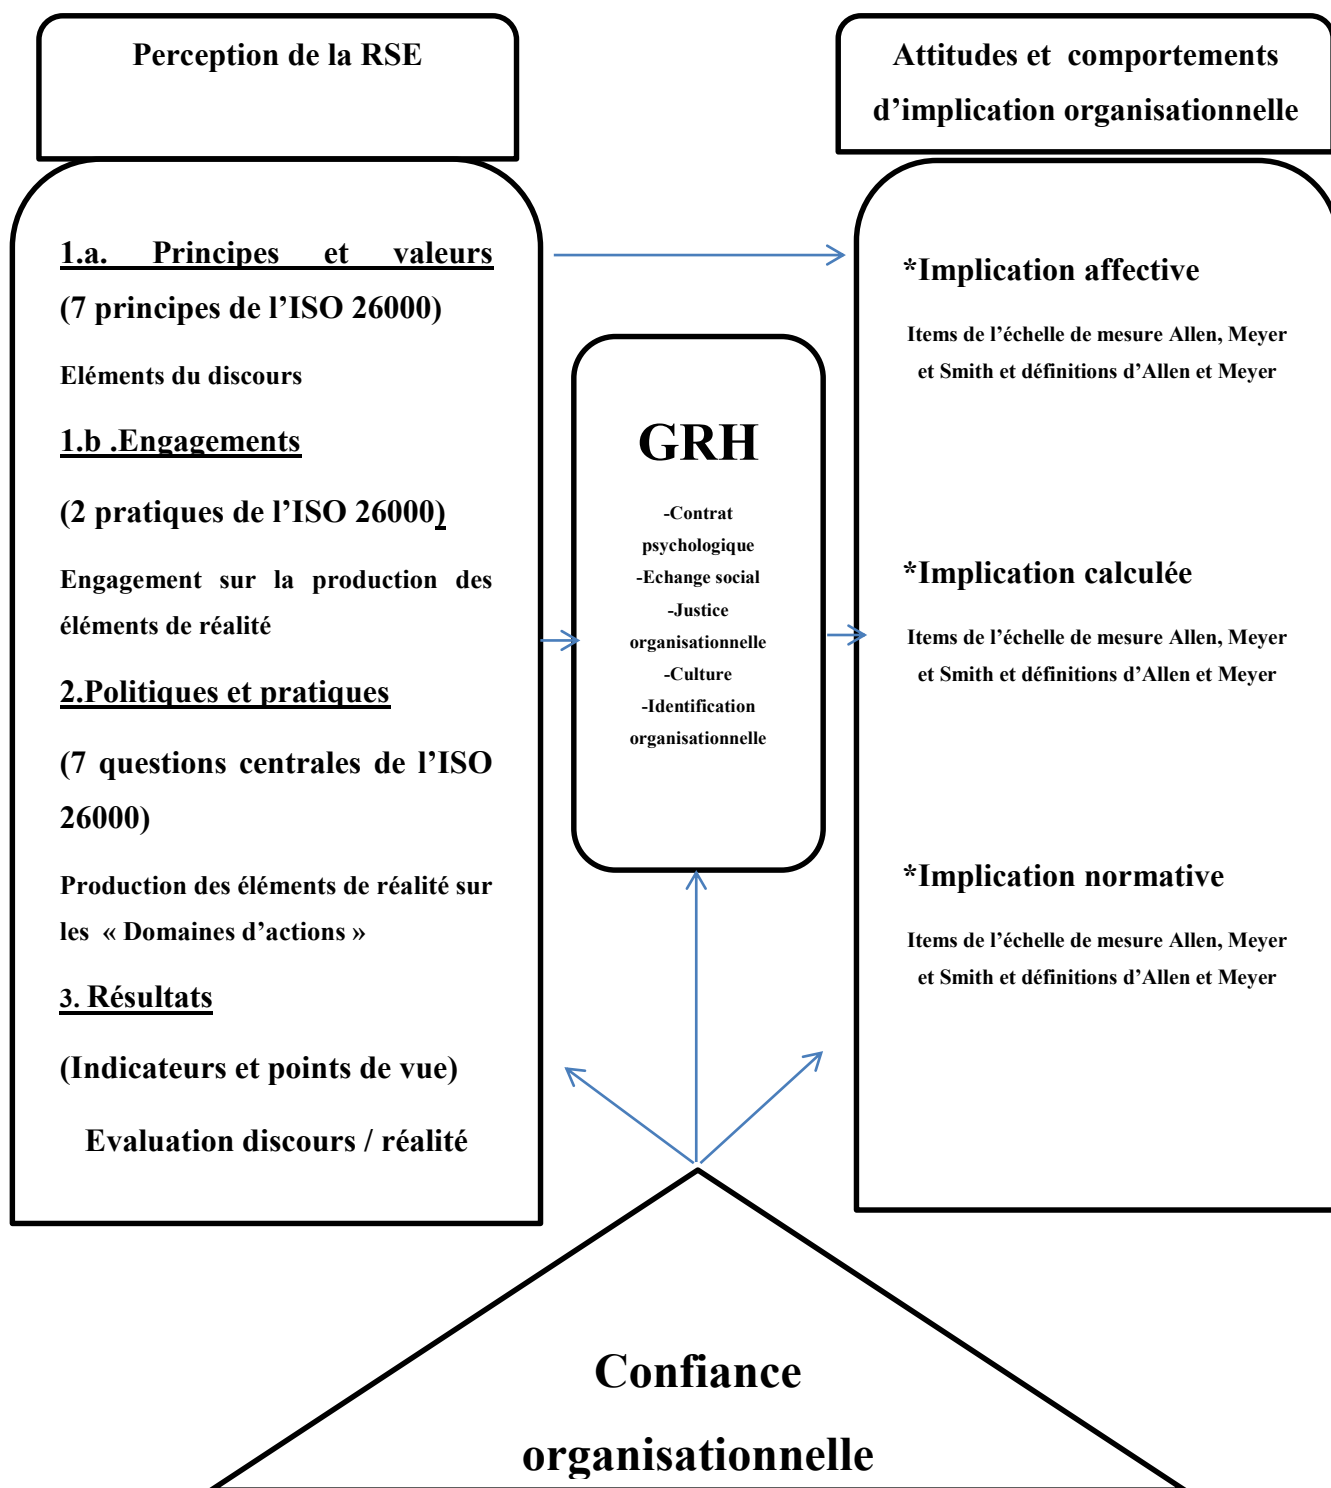 Perception de la RSE
1.a. Principes et valeurs
(7 principes de l’ISO 26000)
Eléments du discours
1.b .Engagements
(2 pratiques de l’ISO 26000)
Engagement sur la production des
éléments de réalité
2.Politiques et pratiques
(7 questions centrales de l’ISO
26000)
Production des éléments de réalité sur
les « Domaines d’actions »
3. Résultats
(Indicateurs et points de vue)
Evaluation discours / réalité
GRH
-Contrat
psychologique
-Echange social
-Justice
organisationnelle
-Culture
-Identification
organisationnelle
Attitudes et comportements
d’implication organisationnelle
*Implication affective
Items de l’échelle de mesure Allen, Meyer
et Smith et définitions d’Allen et Meyer
*Implication calculée
Items de l’échelle de mesure Allen, Meyer
et Smith et définitions d’Allen et Meyer
*Implication normative
Items de l’échelle de mesure Allen, Meyer
et Smith et définitions d’Allen et Meyer
Confiance
organisationnelle